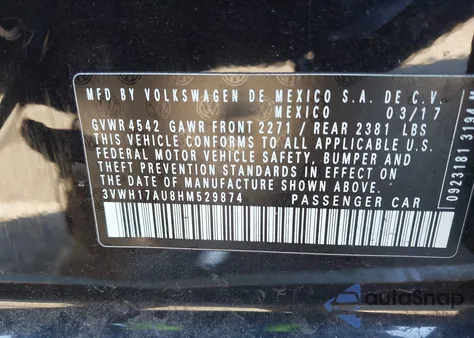 MFD BY VOLKSWAGEN DE MEXICO S.A. DE C.V.
MEXICO 03/17
GVWR 4542 GAWR FRONT 2271 / REAR 2381 LBS
THIS VEHICLE CONFORMS TO ALL APPLICABLE U.S.
FEDERAL MOTOR VEHICLE SAFETY, BUMPER AND
THEFT PREVENTION STANDARDS IN EFFECT ON THE
DATE OF MANUFACTURE SHOWN ABOVE.
3VWH17AU8HM529874 PASSENGER CAR
0923181 3194M
autoSnap